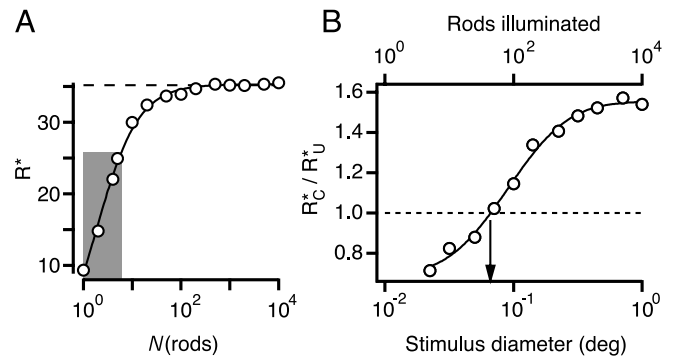 A
R*
30
20
10
10^0
10^2
10^4
N(rods)
B
Rods illuminated
10^0
10^2
10^4
R*_C / R*_U
1.6
1.4
1.2
1.0
0.8
10^-2
10^-1
10^0
Stimulus diameter (deg)